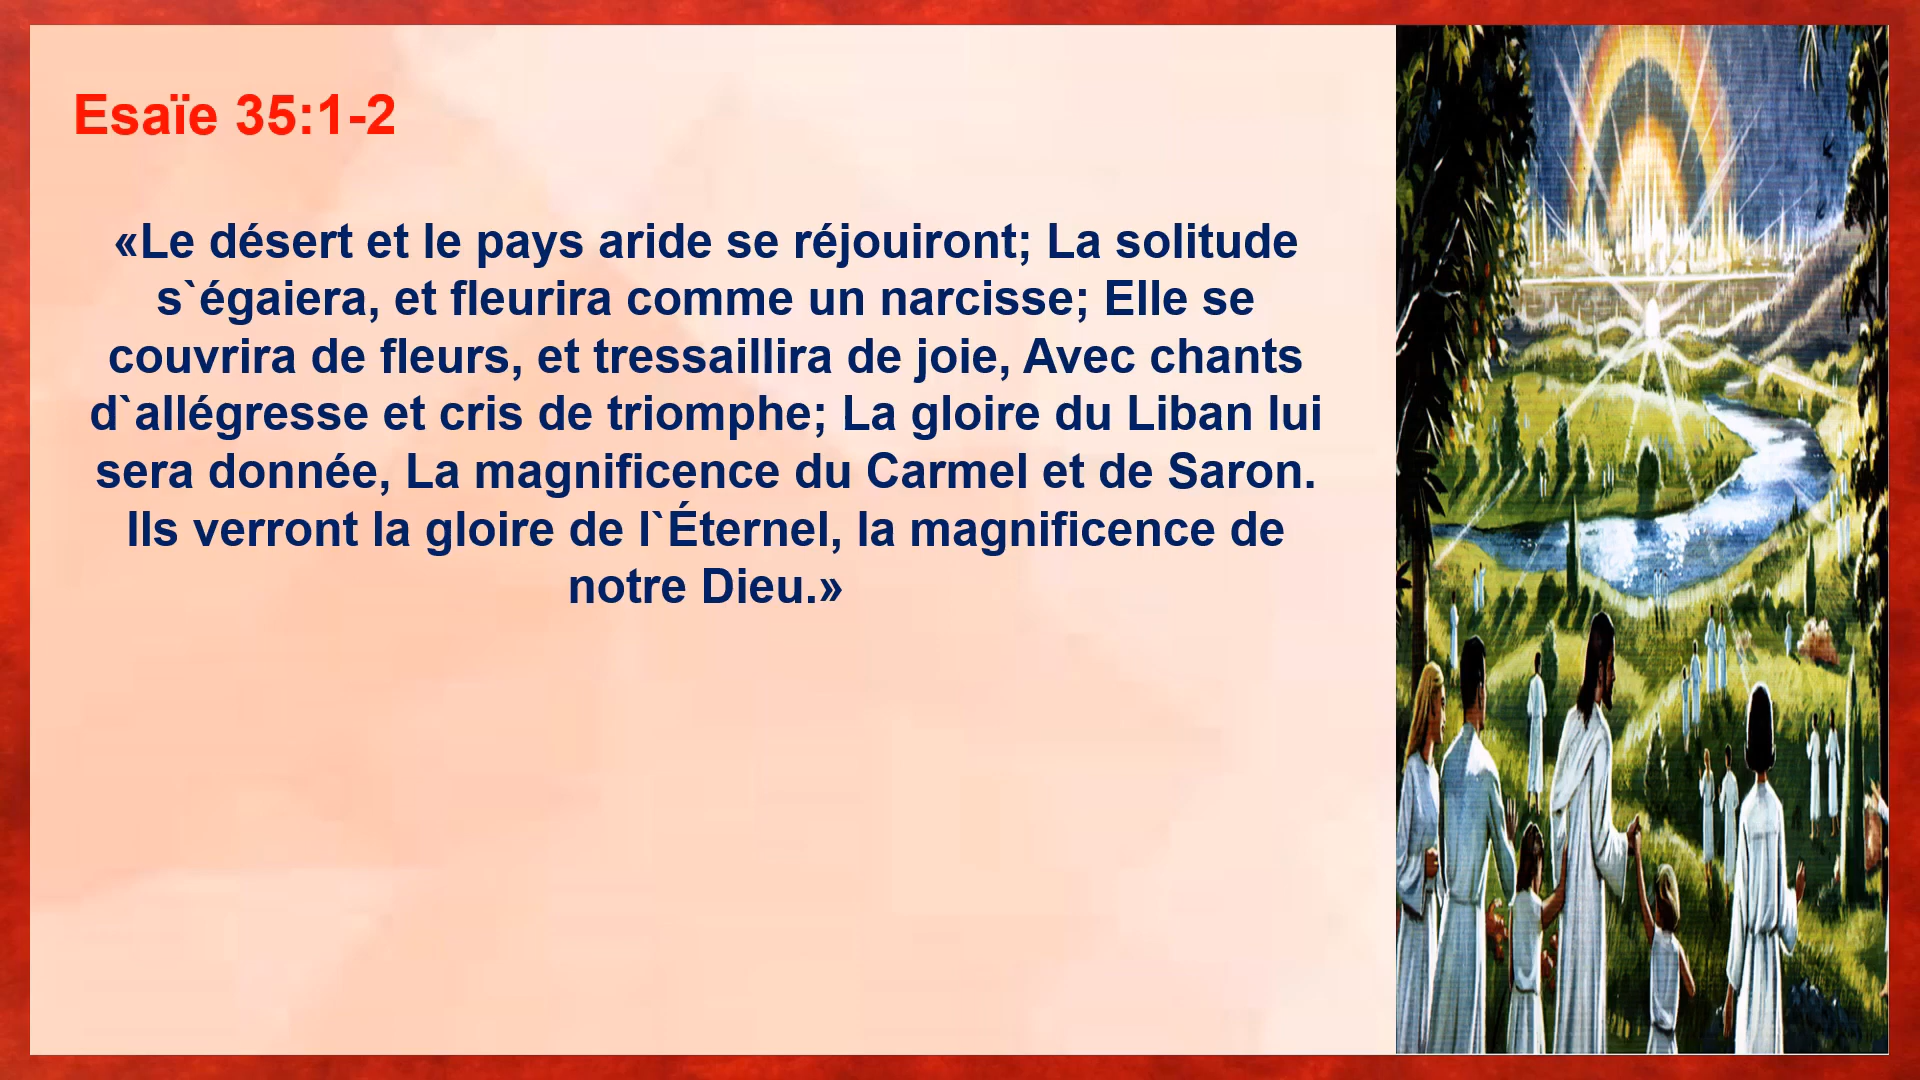 Esaïe 35:1-2
«Le désert et le pays aride se réjouiront; La solitude
s`égaiera, et fleurira comme un narcisse; Elle se
couvrira de fleurs, et tressaillira de joie, Avec chants
d`allégresse et cris de triomphe; La gloire du Liban lui
sera donnée, La magnificence du Carmel et de Saron.
Ils verront la gloire de l`Éternel, la magnificence de
notre Dieu.»